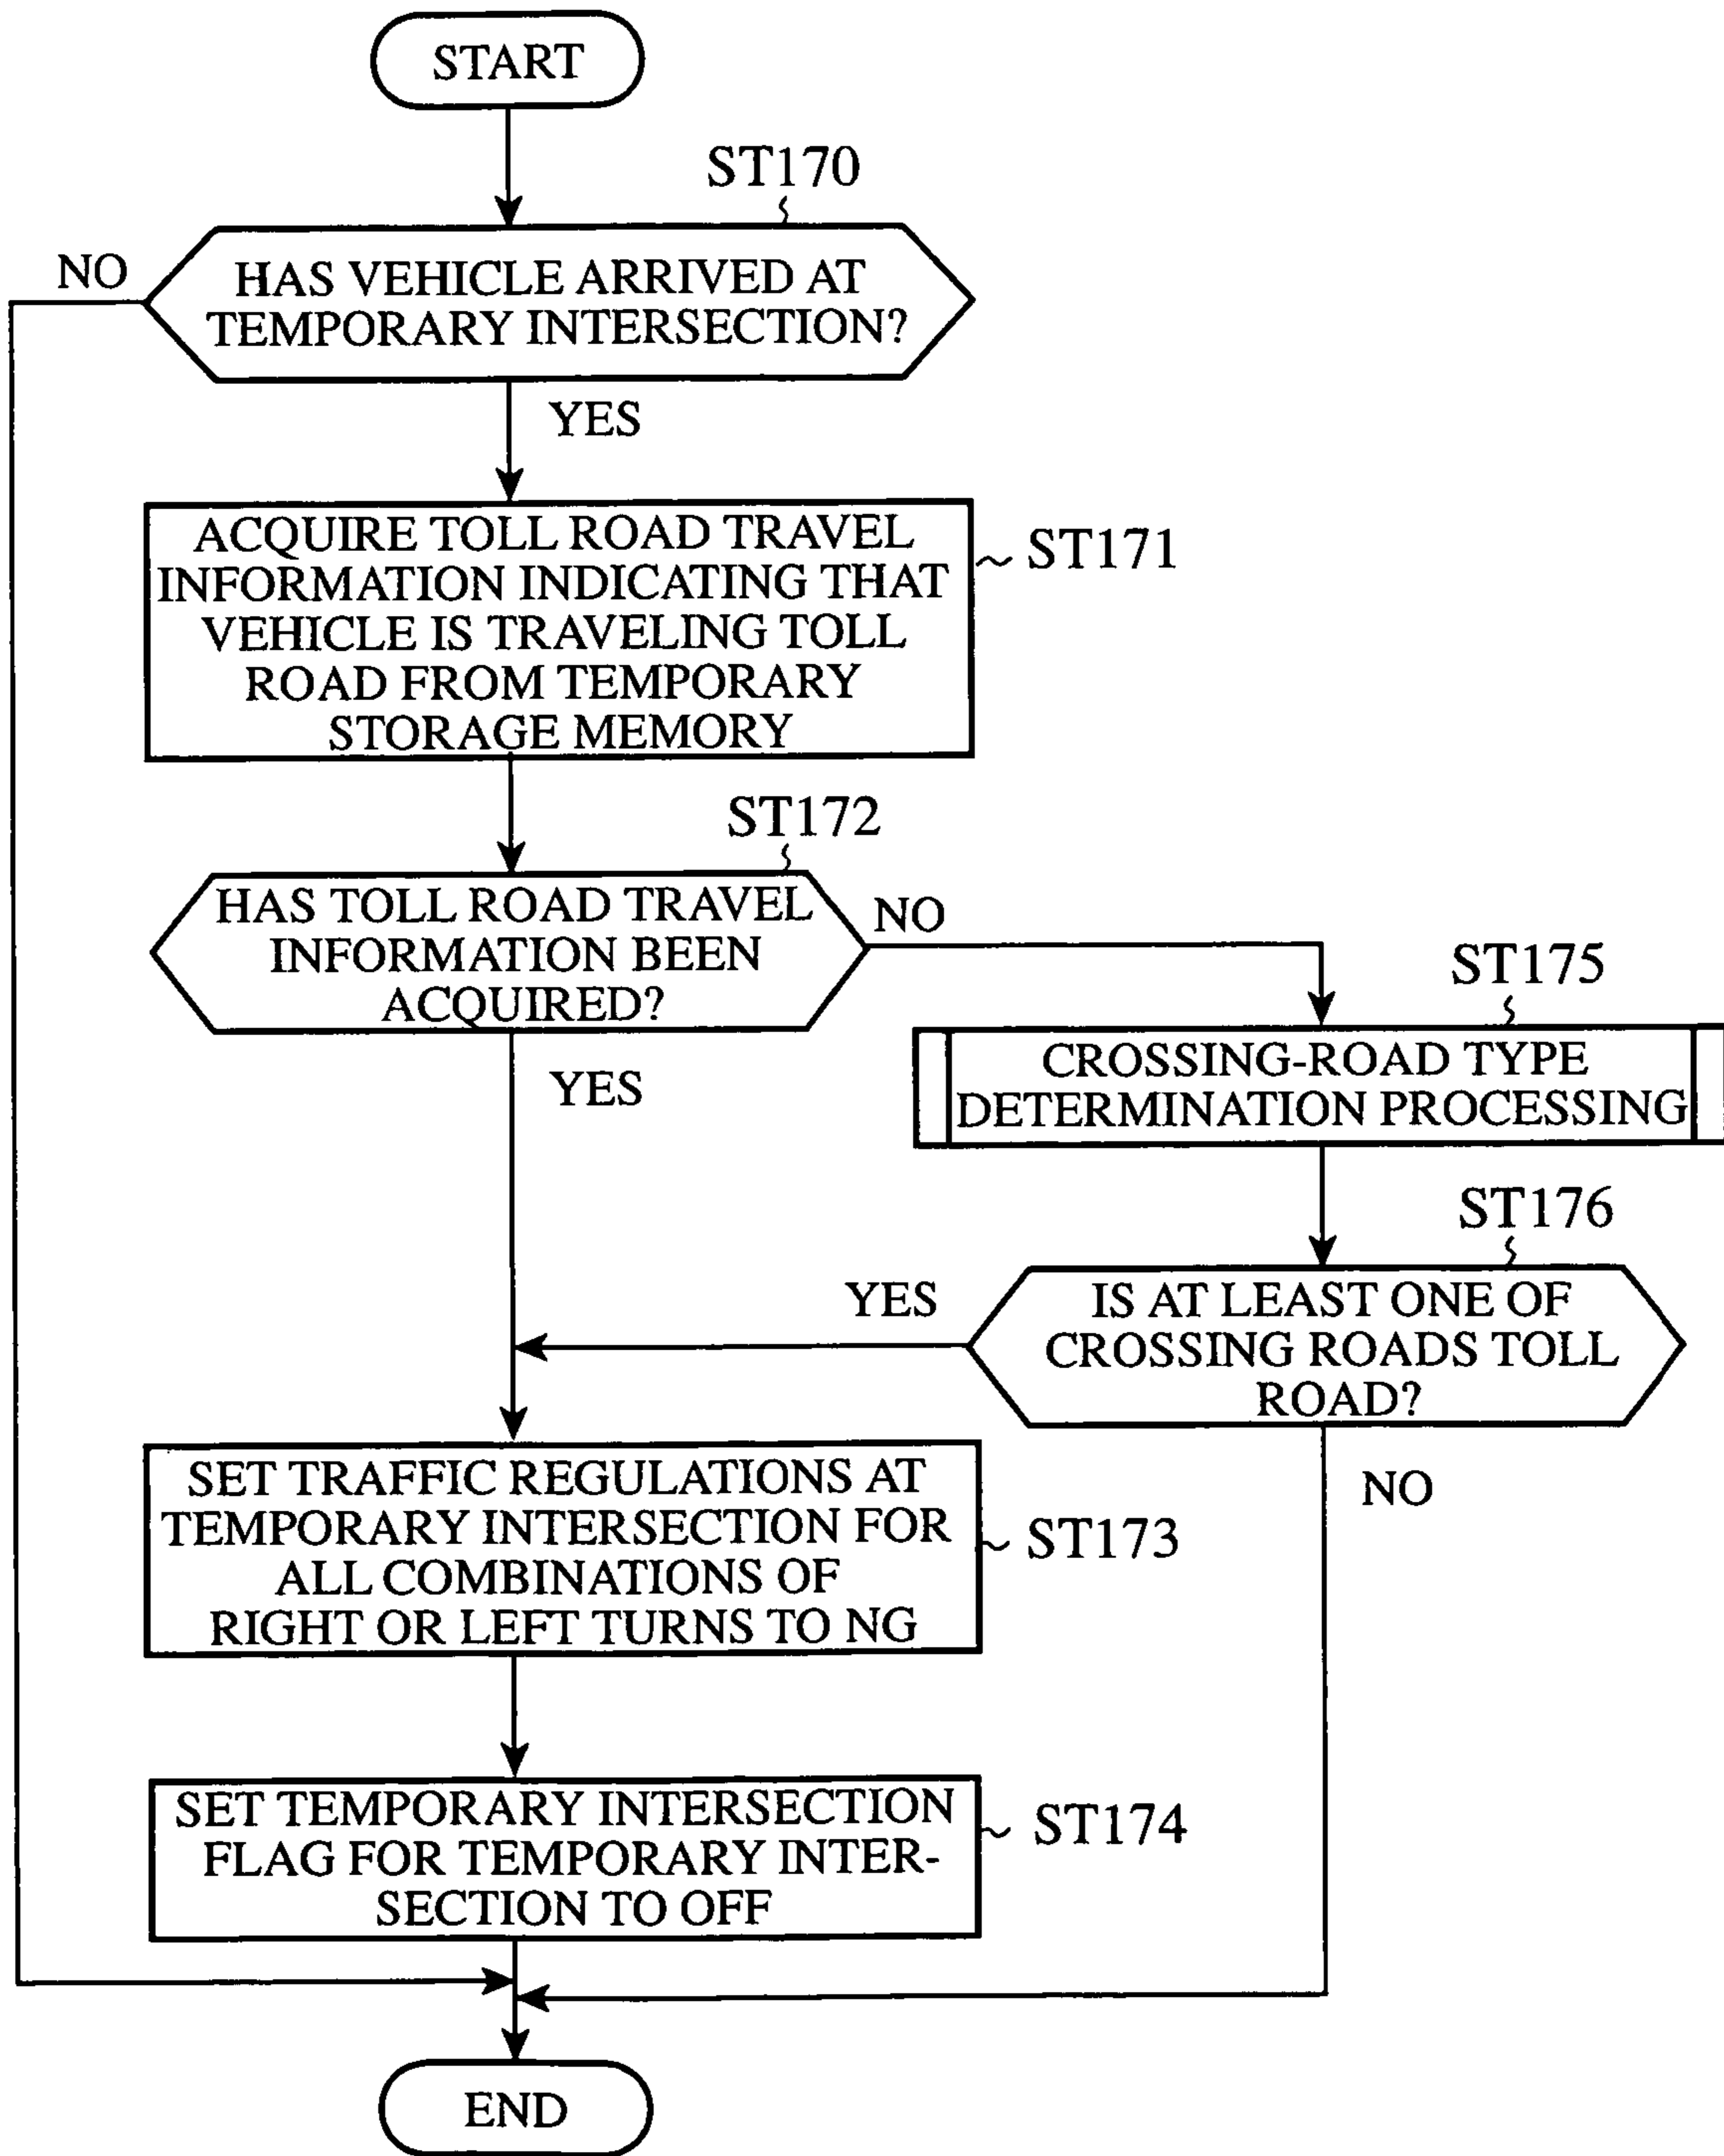 START
ST170
NO
HAS VEHICLE ARRIVED AT
TEMPORARY INTERSECTION?
YES
ACQUIRE TOLL ROAD TRAVEL
INFORMATION INDICATING THAT
VEHICLE IS TRAVELING TOLL
ROAD FROM TEMPORARY
STORAGE MEMORY
ST171
ST172
HAS TOLL ROAD TRAVEL
INFORMATION BEEN
ACQUIRED?
NO
YES
ST175
CROSSING-ROAD TYPE
DETERMINATION PROCESSING
ST176
YES
IS AT LEAST ONE OF
CROSSING ROADS TOLL
ROAD?
NO
SET TRAFFIC REGULATIONS AT
TEMPORARY INTERSECTION FOR
ALL COMBINATIONS OF
RIGHT OR LEFT TURNS TO NG
ST173
SET TEMPORARY INTERSECTION
FLAG FOR TEMPORARY INTER-
SECTION TO OFF
ST174
END